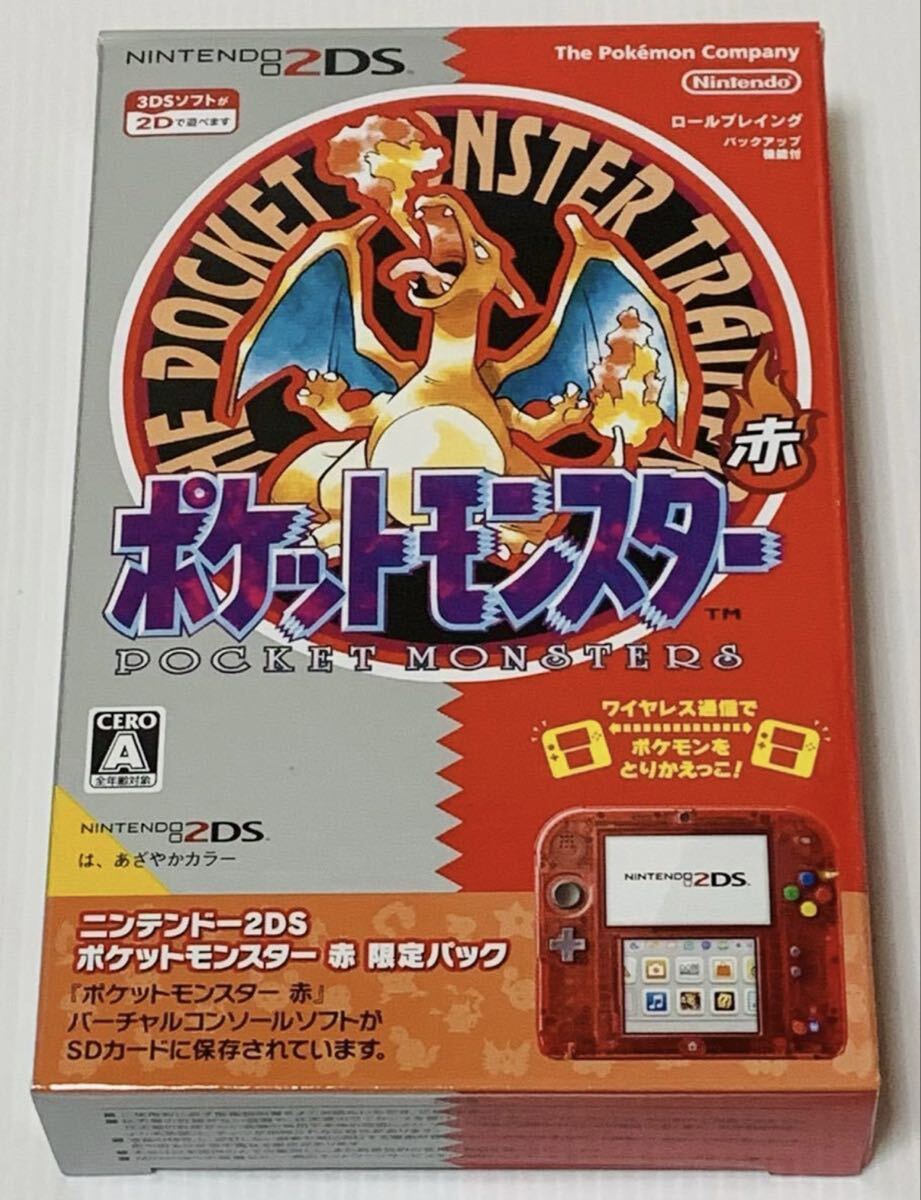 NINTENDO 2DS
The Pokémon Company
Nintendo
3DSソフトが
2Dで遊べます
ロールプレイング
バックアップ
機能付
POCKET MONSTER
赤
ポケットモンスター
TM
POCKET MONSTERS
CERO
A
全年齢対象
ワイヤレス通信で
ポケモンを
とりかえっこ!
NINTENDO 2DS
は、あざやかカラー
NINTENDO 2DS
ニンテンドー2DS
ポケットモンスター 赤 限定パック
『ポケットモンスター 赤』
バーチャルコンソールソフトが
SDカードに保存されています。